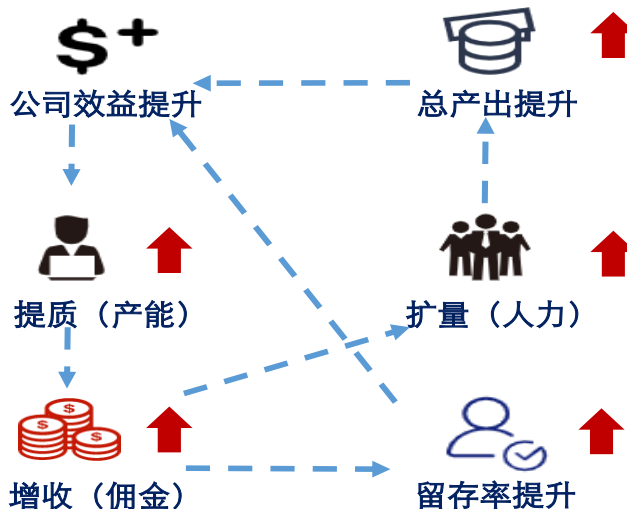 公司效益提升
总产出提升
提质（产能）
扩量（人力）
增收（佣金）
留存率提升